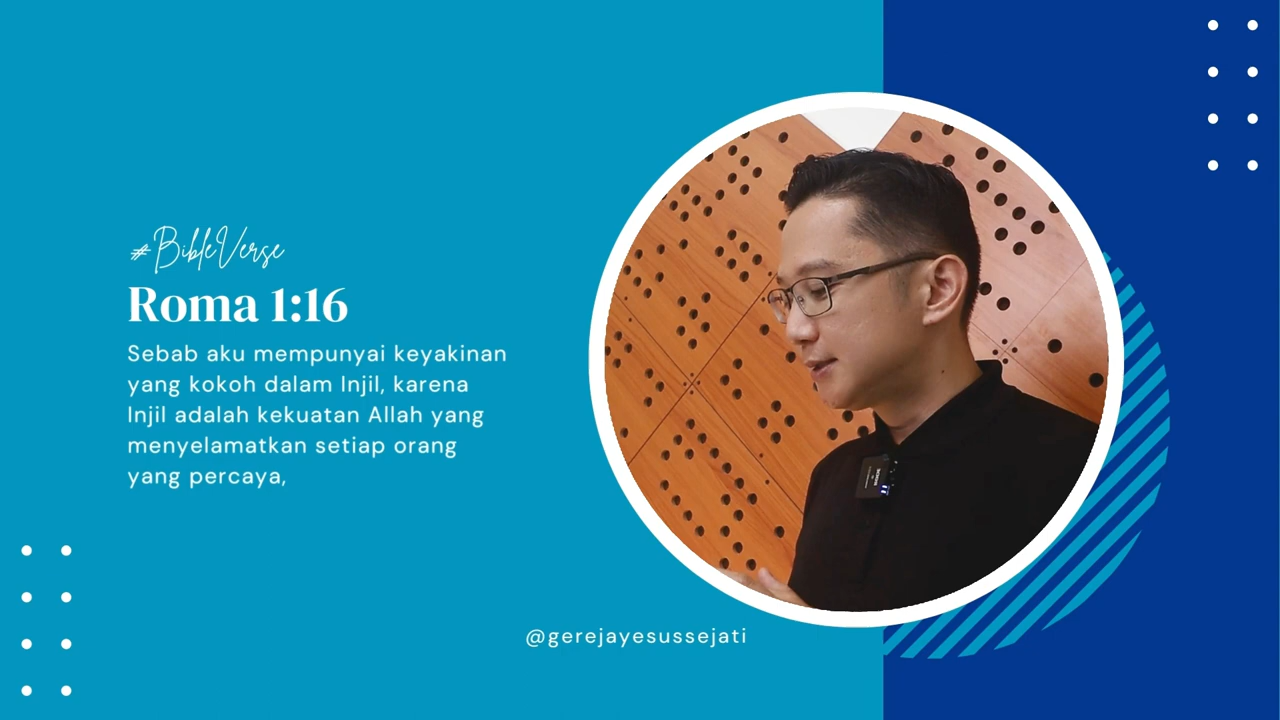 #BibleVerse
Roma 1:16
Sebab aku mempunyai keyakinan
yang kokoh dalam Injil, karena
Injil adalah kekuatan Allah yang
menyelamatkan setiap orang
yang percaya,
@gerejayesussejati